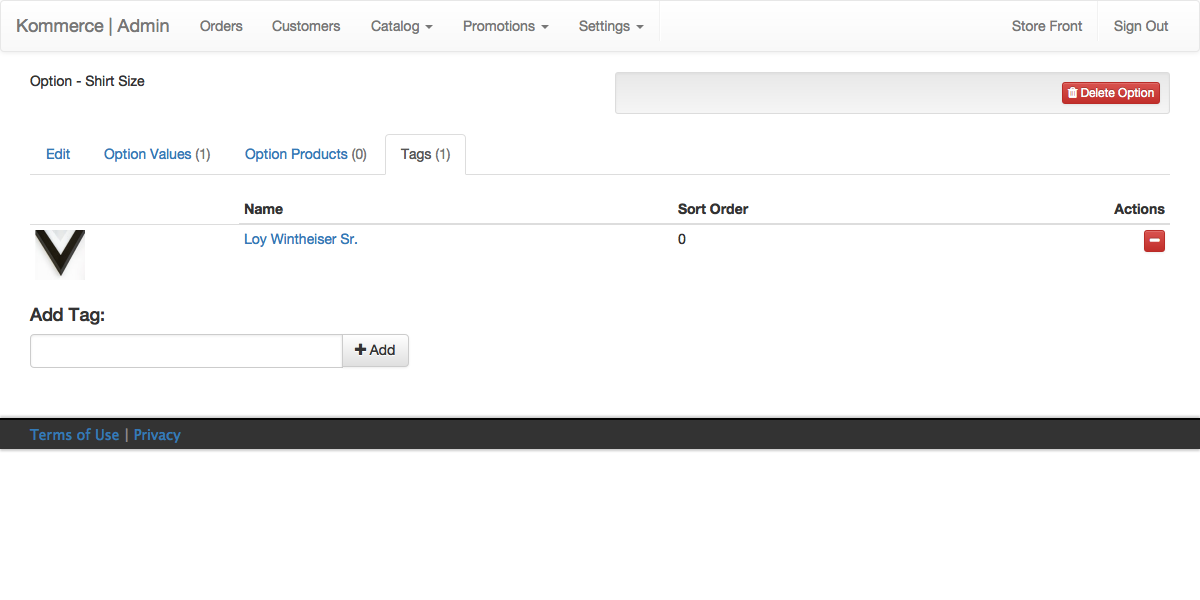 Kommerce | Admin Orders Customers Catalog Promotions Settings Store Front Sign Out
Option - Shirt Size
Delete Option
Edit Option Values (1) Option Products (0) Tags (1)
Name Sort Order Actions
Loy Wintheiser Sr. 0
Add Tag:
Add
Terms of Use | Privacy